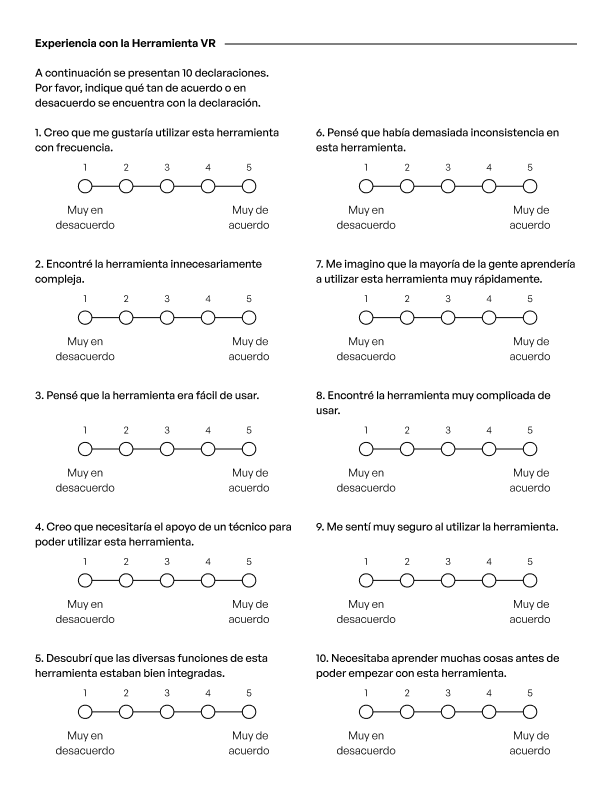 Experiencia con la Herramienta VR
A continuación se presentan 10 declaraciones.
Por favor, indique qué tan de acuerdo o en
desacuerdo se encuentra con la declaración.
1. Creo que me gustaría utilizar esta herramienta
con frecuencia.
1 2 3 4 5
Muy en Muy de
desacuerdo acuerdo
2. Encontré la herramienta innecesariamente
compleja.
1 2 3 4 5
Muy en Muy de
desacuerdo acuerdo
3. Pensé que la herramienta era fácil de usar.
1 2 3 4 5
Muy en Muy de
desacuerdo acuerdo
4. Creo que necesitaría el apoyo de un técnico para
poder utilizar esta herramienta.
1 2 3 4 5
Muy en Muy de
desacuerdo acuerdo
5. Descubrí que las diversas funciones de esta
herramienta estaban bien integradas.
1 2 3 4 5
Muy en Muy de
desacuerdo acuerdo
6. Pensé que había demasiada inconsistencia en
esta herramienta.
1 2 3 4 5
Muy en Muy de
desacuerdo acuerdo
7. Me imagino que la mayoría de la gente aprendería
a utilizar esta herramienta muy rápidamente.
1 2 3 4 5
Muy en Muy de
desacuerdo acuerdo
8. Encontré la herramienta muy complicada de
usar.
1 2 3 4 5
Muy en Muy de
desacuerdo acuerdo
9. Me sentí muy seguro al utilizar la herramienta.
1 2 3 4 5
Muy en Muy de
desacuerdo acuerdo
10. Necesitaba aprender muchas cosas antes de
poder empezar con esta herramienta.
1 2 3 4 5
Muy en Muy de
desacuerdo acuerdo